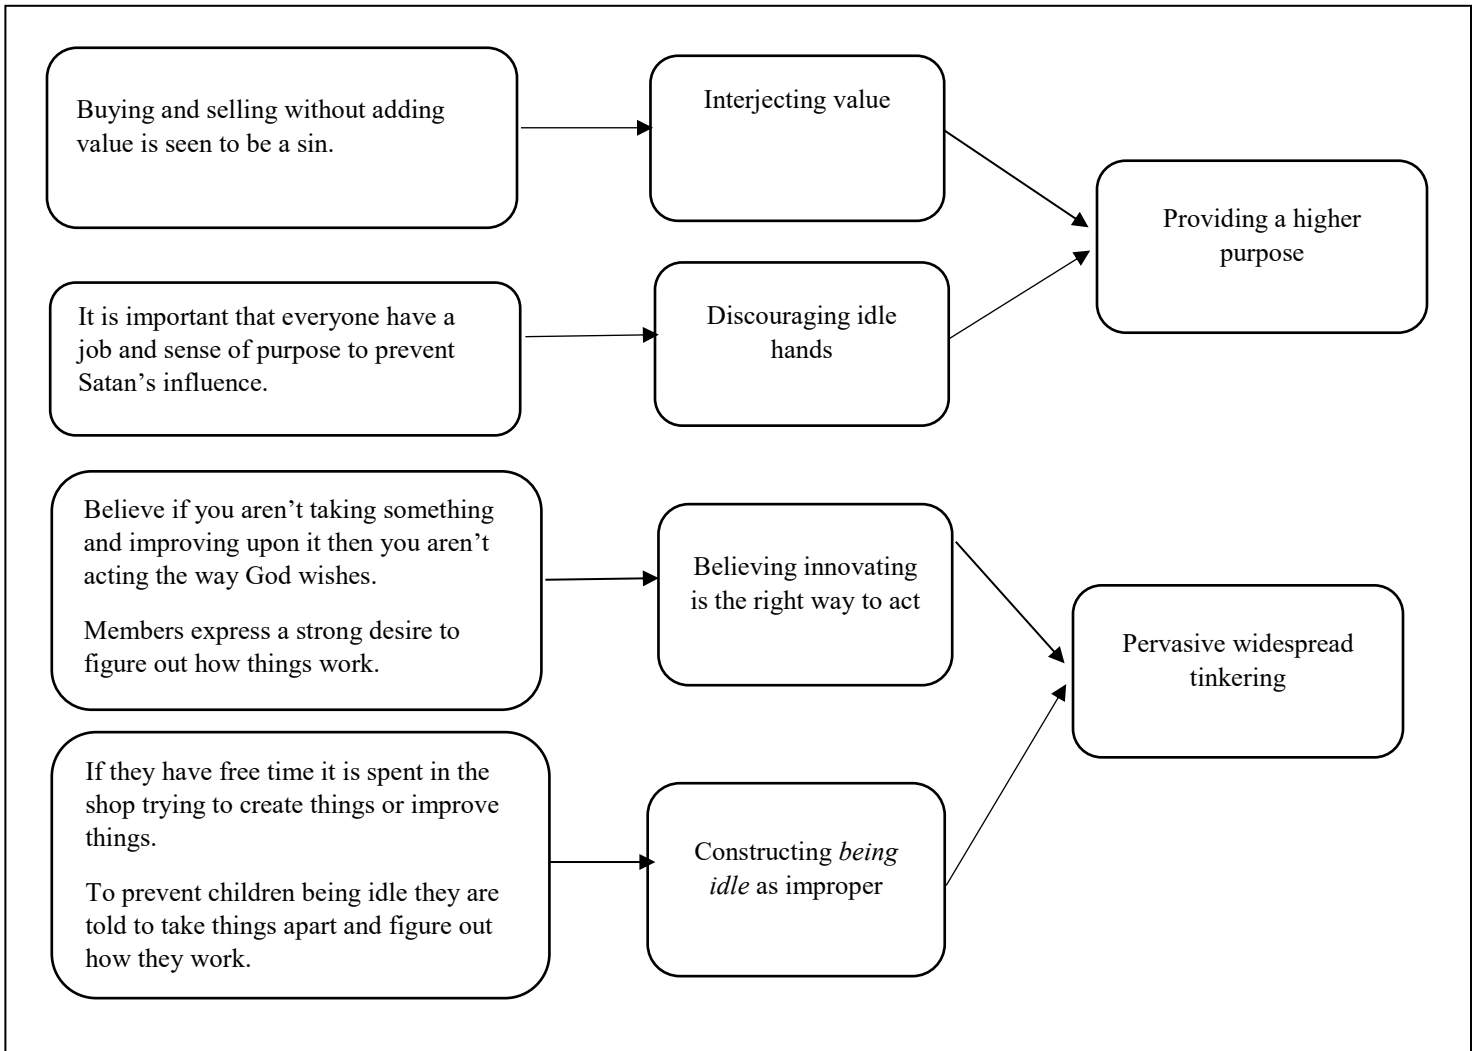 Buying and selling without adding
value is seen to be a sin.
Interjecting value
Providing a higher
purpose
It is important that everyone have a
job and sense of purpose to prevent
Satan’s influence.
Discouraging idle
hands
Believe if you aren’t taking something
and improving upon it then you aren’t
acting the way God wishes.
Members express a strong desire to
figure out how things work.
Believing innovating
is the right way to act
Pervasive widespread
tinkering
If they have free time it is spent in the
shop trying to create things or improve
things.
To prevent children being idle they are
told to take things apart and figure out
how they work.
Constructing being
idle as improper